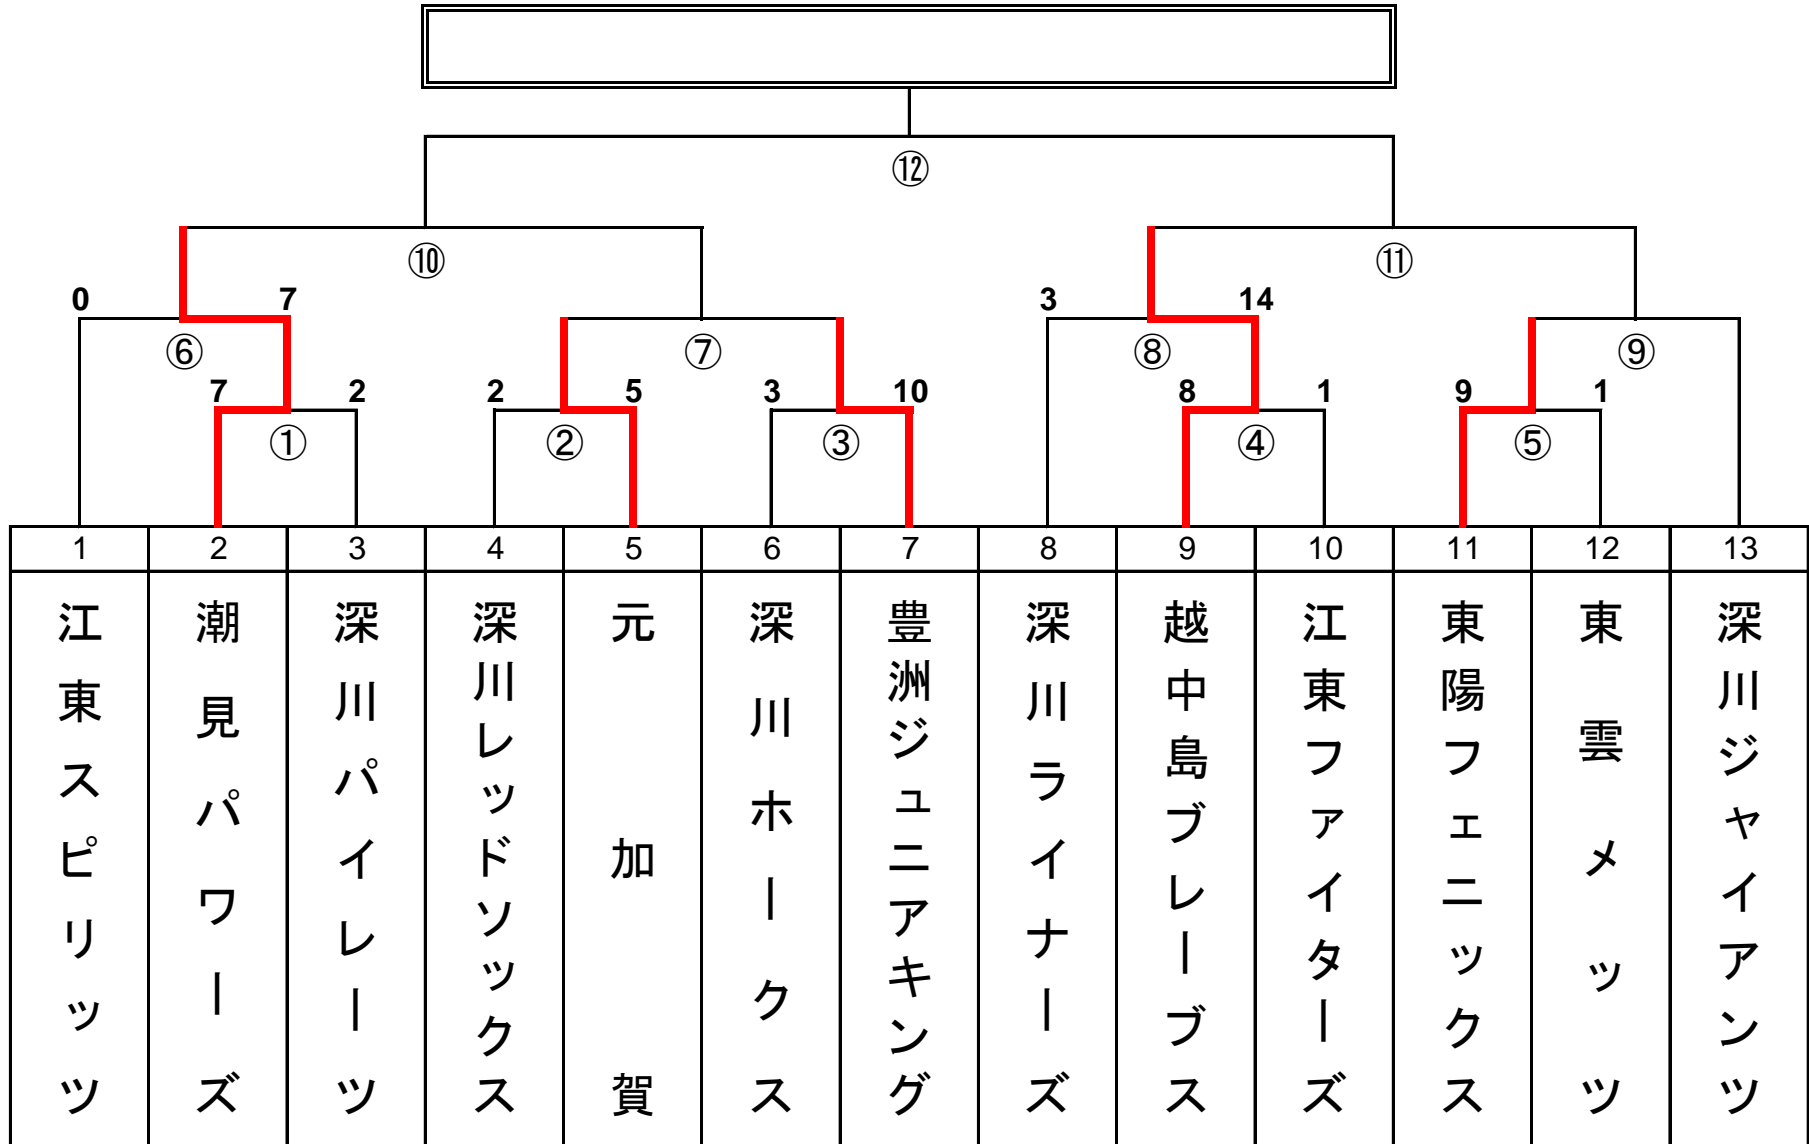 ⑫
⑩ ⑪
0 7 3 14
⑥ ⑦ ⑧ ⑨
7 2 2 5 3 10 8 1 9 1
① ② ③ ④ ⑤
1 2 3 4 5 6 7 8 9 10 11 12 13
江東スピリッツ
潮見パワーズ
深川パイレーツ
深川レッドソックス
元加賀
深川ホークス
豊洲ジュニアキング
深川ライナーズ
越中島ブレーブス
江東ファイターズ
東陽フェニックス
東雲メッツ
深川ジャイアンツ